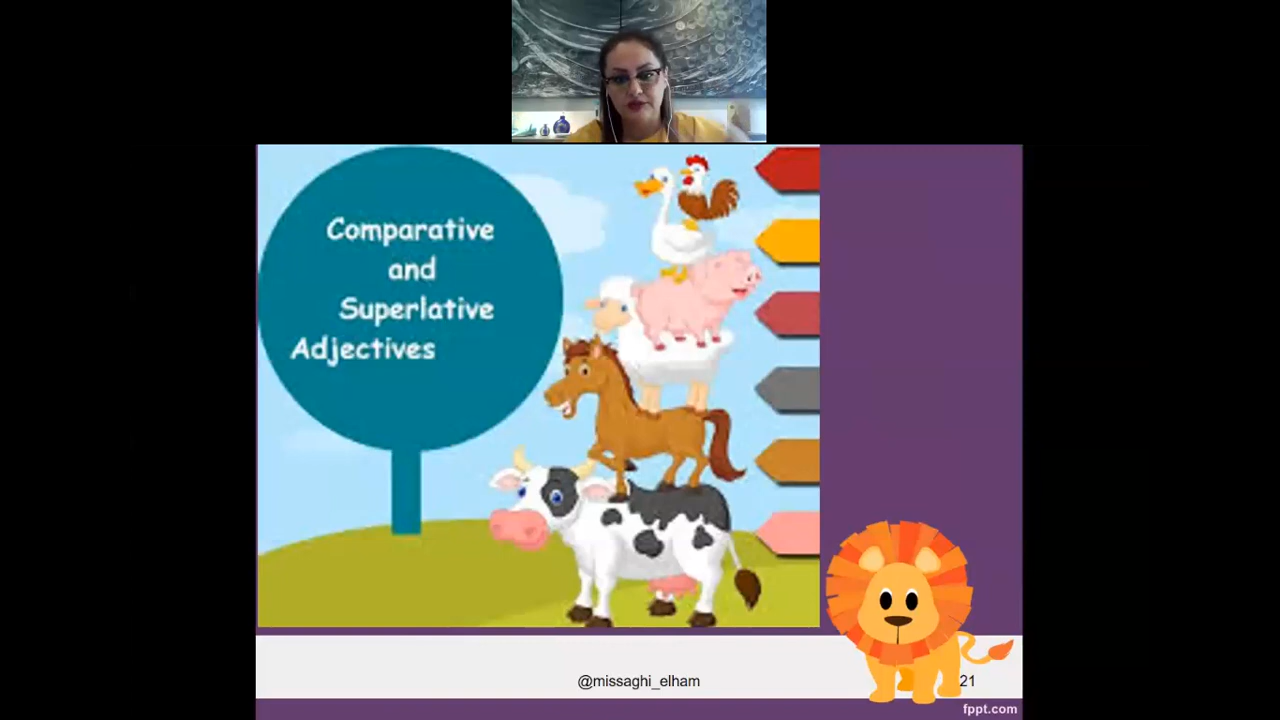 Comparative
and
Superlative
Adjectives
@missaghi_elham
21
fppt.com